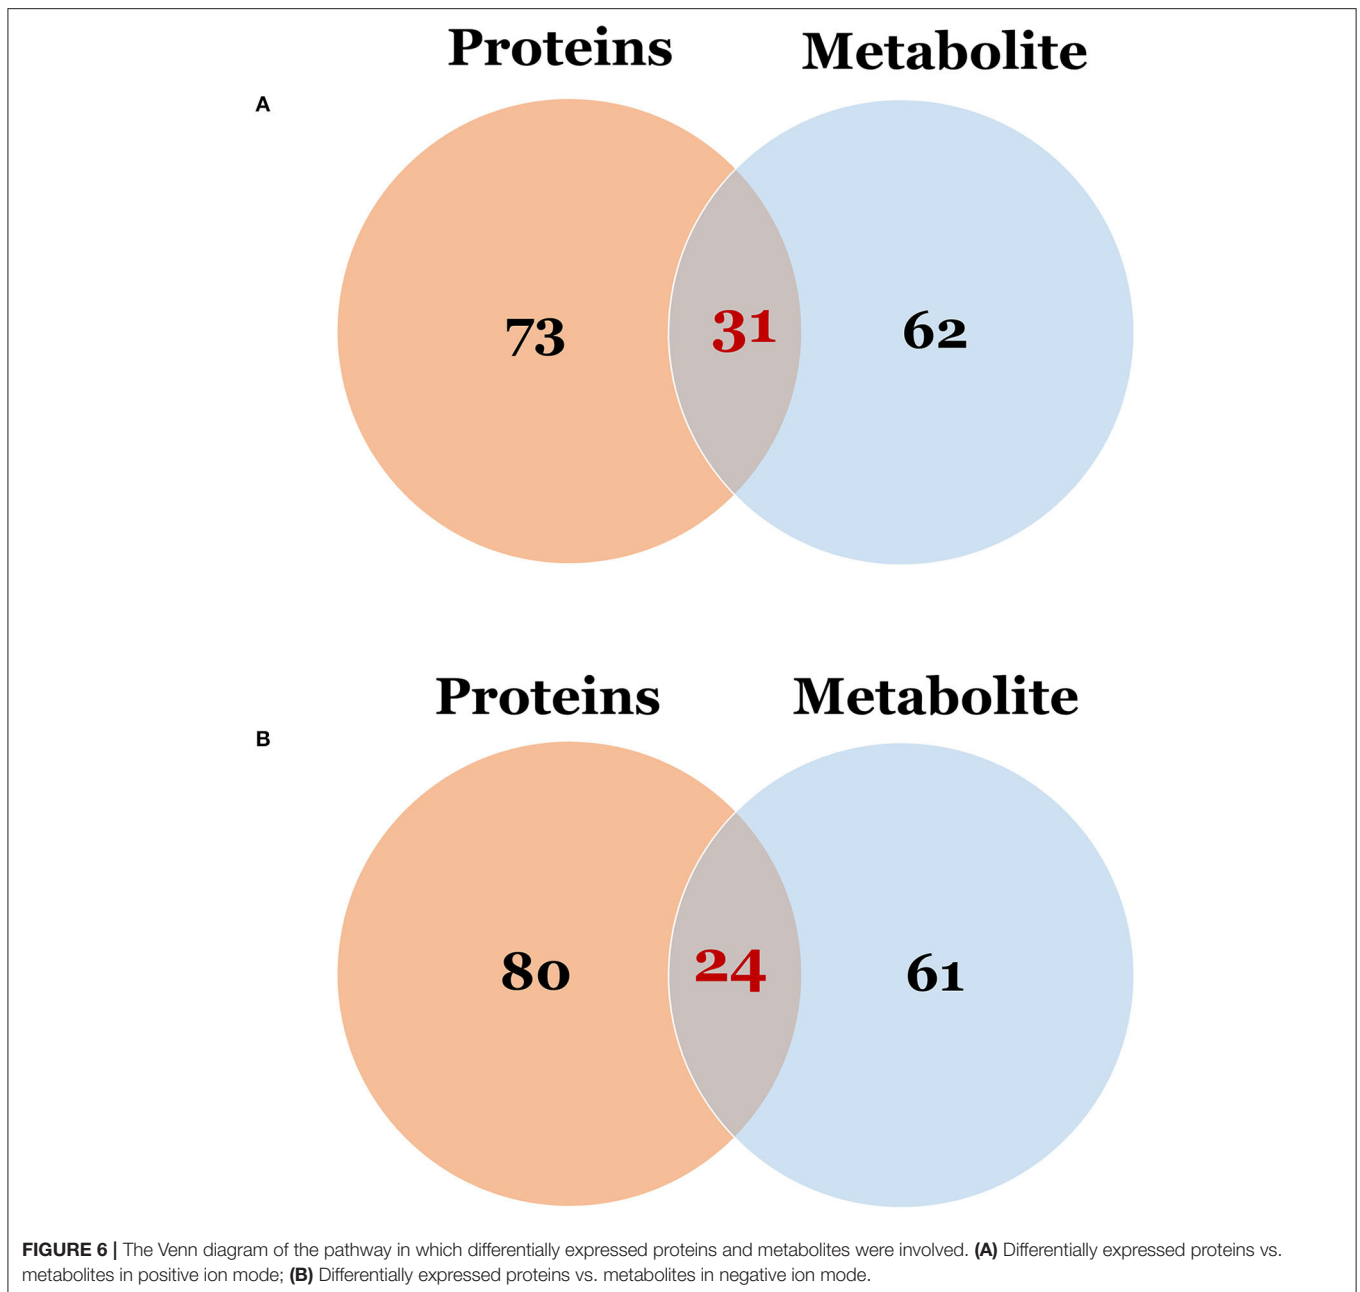 Proteins Metabolite
A
73 31 62
Proteins Metabolite
B
80 24 61
FIGURE 6 | The Venn diagram of the pathway in which differentially expressed proteins and metabolites were involved. (A) Differentially expressed proteins vs.
metabolites in positive ion mode; (B) Differentially expressed proteins vs. metabolites in negative ion mode.